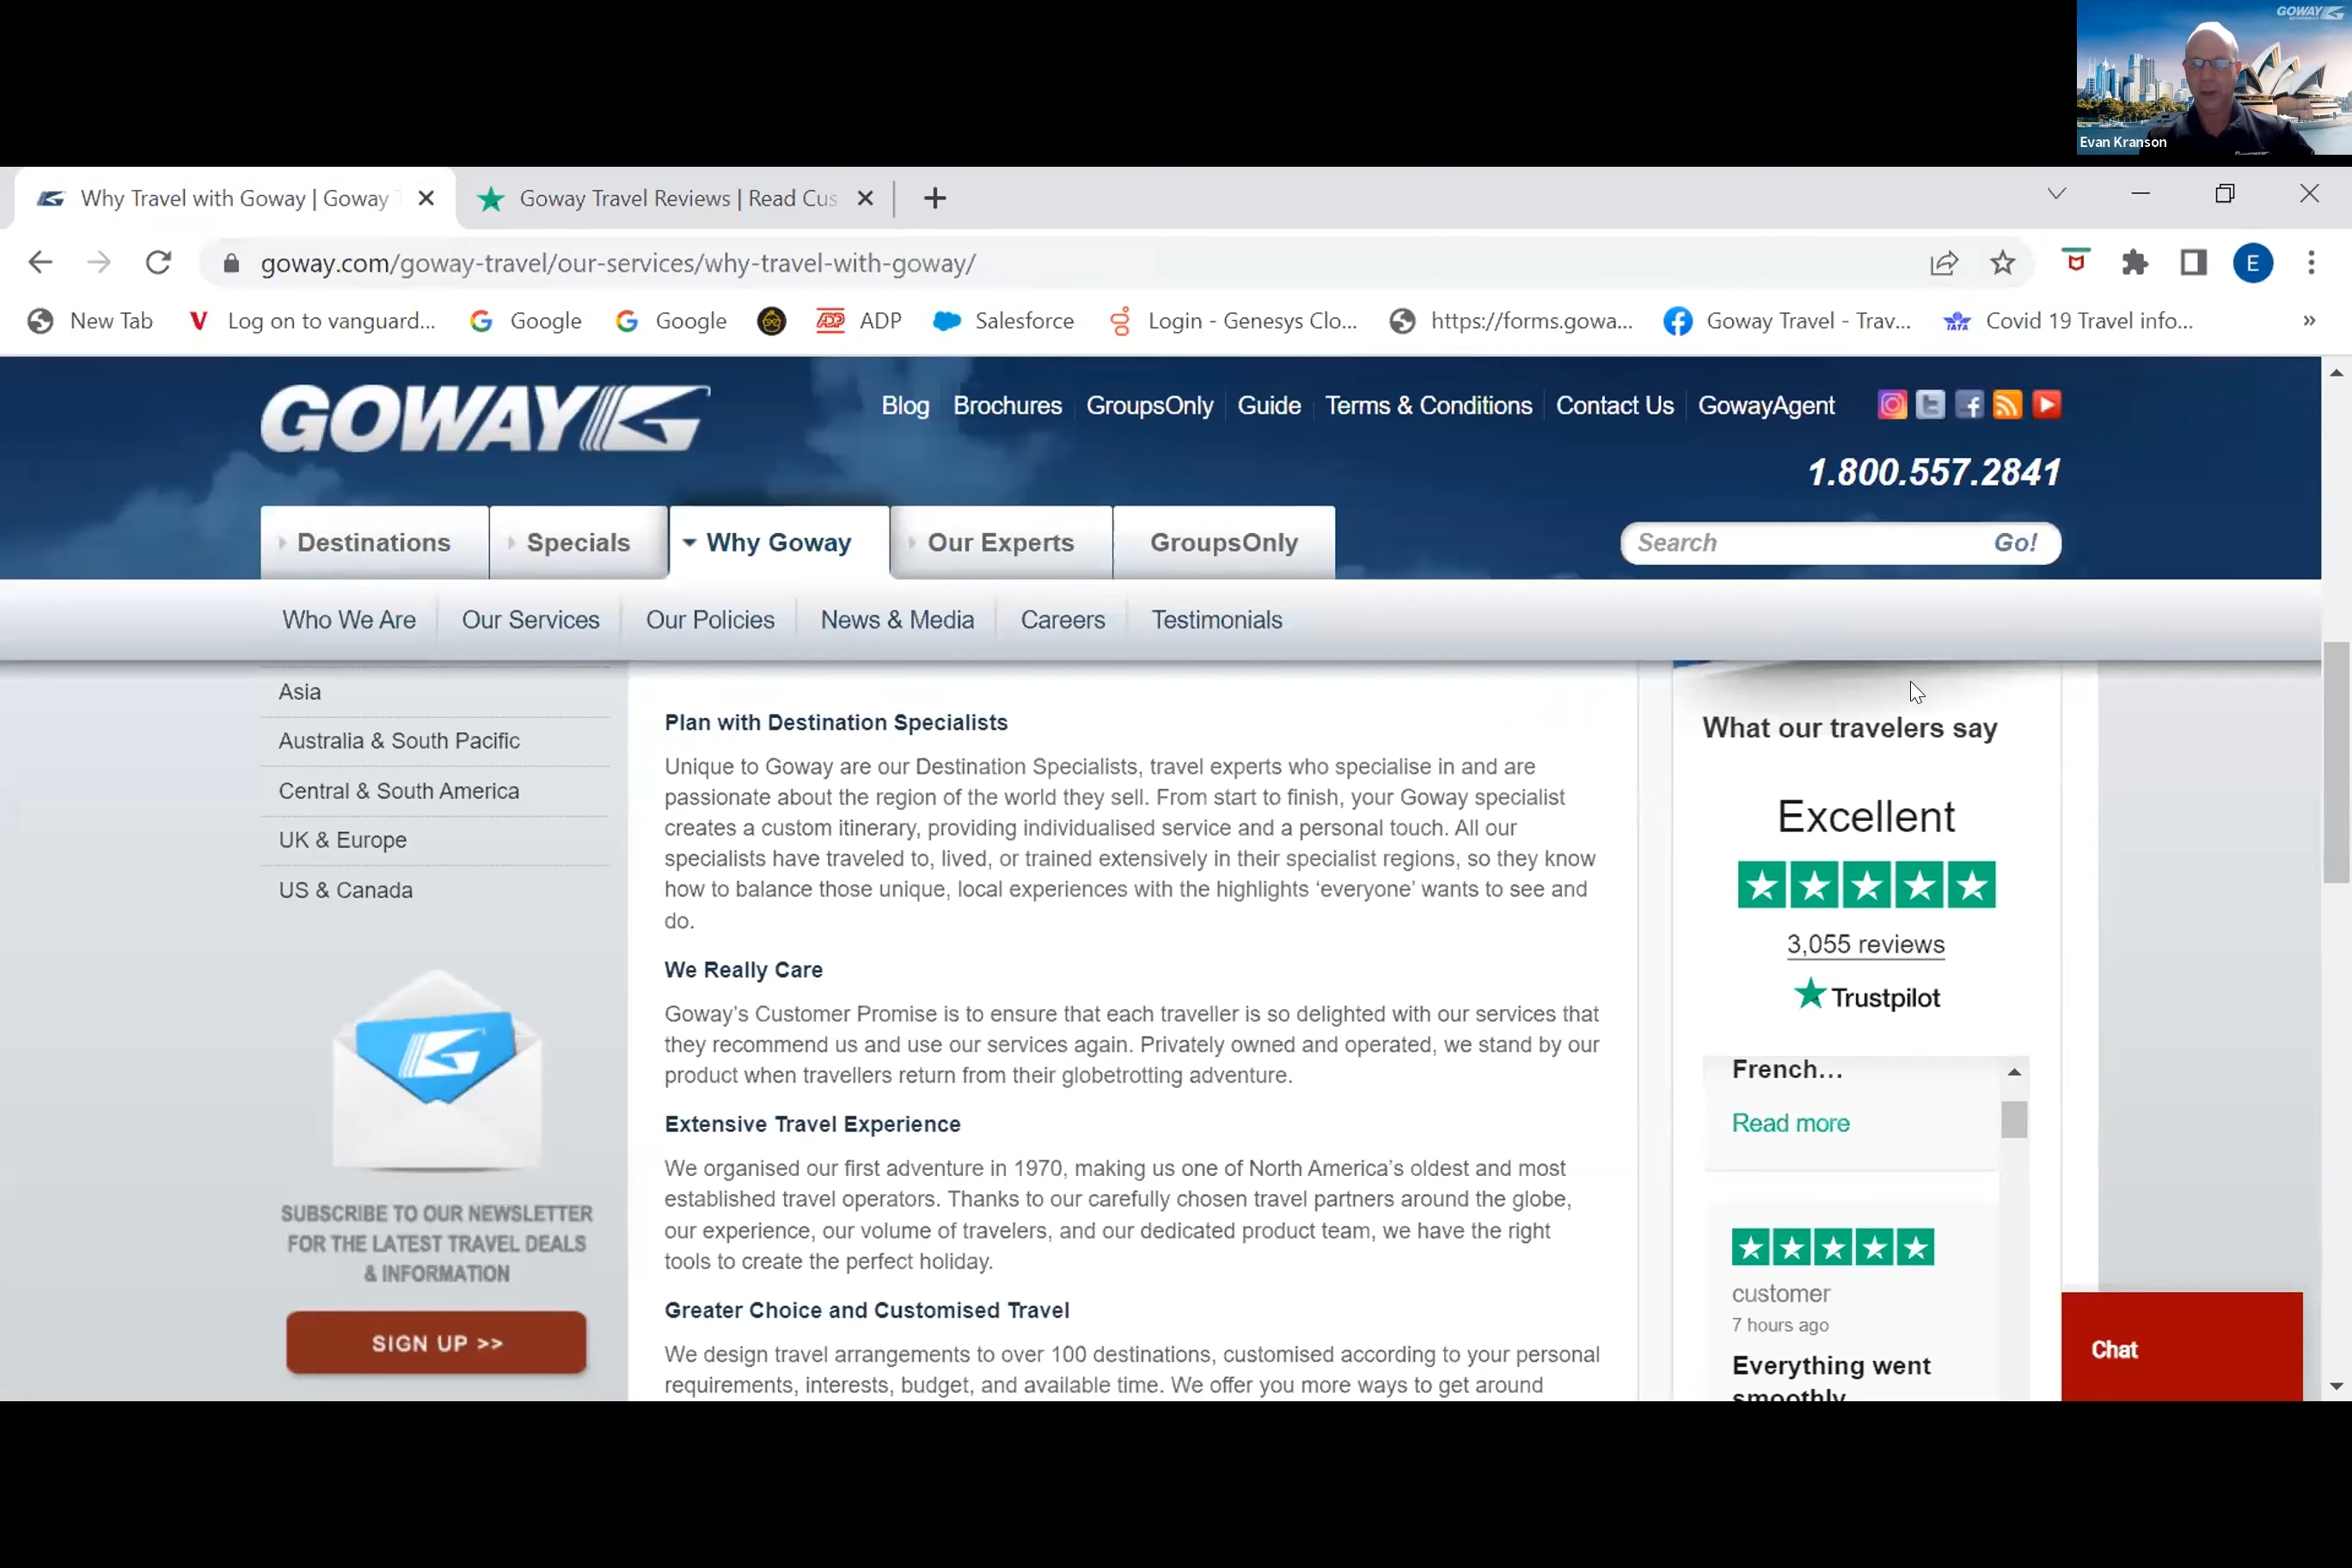 GOWAY
Evan Kranson
Why Travel with Goway | Goway
Goway Travel Reviews | Read Cus
goway.com/goway-travel/our-services/why-travel-with-goway/
E
New Tab
Log on to vanguard...
Google
Google
ADP
Salesforce
Login - Genesys Clo...
https://forms.gowa...
Goway Travel - Trav...
Covid 19 Travel info...
»
GOWAY
Blog
Brochures
GroupsOnly
Guide
Terms & Conditions
Contact Us
GowayAgent
1.800.557.2841
Destinations
Specials
Why Goway
Our Experts
GroupsOnly
Search
Go!
Who We Are
Our Services
Our Policies
News & Media
Careers
Testimonials
Asia
Australia & South Pacific
Central & South America
UK & Europe
US & Canada
SUBSCRIBE TO OUR NEWSLETTER
FOR THE LATEST TRAVEL DEALS
& INFORMATION
SIGN UP >>
Plan with Destination Specialists
Unique to Goway are our Destination Specialists, travel experts who specialise in and are
passionate about the region of the world they sell. From start to finish, your Goway specialist
creates a custom itinerary, providing individualised service and a personal touch. All our
specialists have traveled to, lived, or trained extensively in their specialist regions, so they know
how to balance those unique, local experiences with the highlights ‘everyone’ wants to see and
do.
We Really Care
Goway’s Customer Promise is to ensure that each traveller is so delighted with our services that
they recommend us and use our services again. Privately owned and operated, we stand by our
product when travellers return from their globetrotting adventure.
Extensive Travel Experience
We organised our first adventure in 1970, making us one of North America’s oldest and most
established travel operators. Thanks to our carefully chosen travel partners around the globe,
our experience, our volume of travelers, and our dedicated product team, we have the right
tools to create the perfect holiday.
Greater Choice and Customised Travel
We design travel arrangements to over 100 destinations, customised according to your personal
requirements, interests, budget, and available time. We offer you more ways to get around
What our travelers say
Excellent
3,055 reviews
Trustpilot
French...
Read more
customer
7 hours ago
Everything went
smoothly
Chat